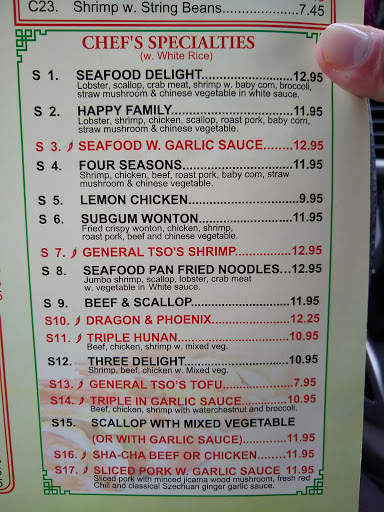 C23. Shrimp w. String Beans..........7.45
CHEF'S SPECIALTIES
(w. White Rice)
S 1. SEAFOOD DELIGHT......................12.95
Lobster, scallop, crab meat, shrimp w. baby corn, broccoli,
straw mushroom & chinese vegetable in white sauce.
S 2. HAPPY FAMILY............................11.95
Lobster, shrimp, chicken, scallop, roast pork, baby corn,
straw mushroom & chinese vegetable.
S 3. SEAFOOD W. GARLIC SAUCE........12.95
S 4. FOUR SEASONS..........................11.95
Shrimp, chicken, beef, roast pork, baby corn, straw
mushroom & chinese vegetable.
S 5. LEMON CHICKEN..........................9.95
S 6. SUBGUM WONTON.....................11.95
Fried crispy wonton, chicken, shrimp,
roast pork, beef and chinese vegetable.
S 7. GENERAL TSO'S SHRIMP............12.95
S 8. SEAFOOD PAN FRIED NOODLES...12.95
Jumbo shrimp, scallop, lobster, crab meat
w. vegetable in White sauce.
S 9. BEEF & SCALLOP.......................11.95
S10. DRAGON & PHOENIX..................12.25
S11. TRIPLE HUNAN..........................10.95
Beef, chicken, shrimp w. mixed veg.
S12. THREE DELIGHT........................10.95
Shrimp, beef, chicken w. Mixed veg.
S13. GENERAL TSO'S TOFU.................7.95
S14. TRIPLE IN GARLIC SAUCE...........10.95
Beef, chicken, shrimp w. waterchestnut and broccoli.
S15. SCALLOP WITH MIXED VEGETABLE
(OR WITH GARLIC SAUCE)...........11.95
S16. SHA-CHA BEEF OR CHICKEN.......11.95
S17. SLICED PORK W. GARLIC SAUCE 11.95
Sliced pork with minced jicama wood mushroom, fresh red
Chill and classical Szechuan ginger garlic sauce.